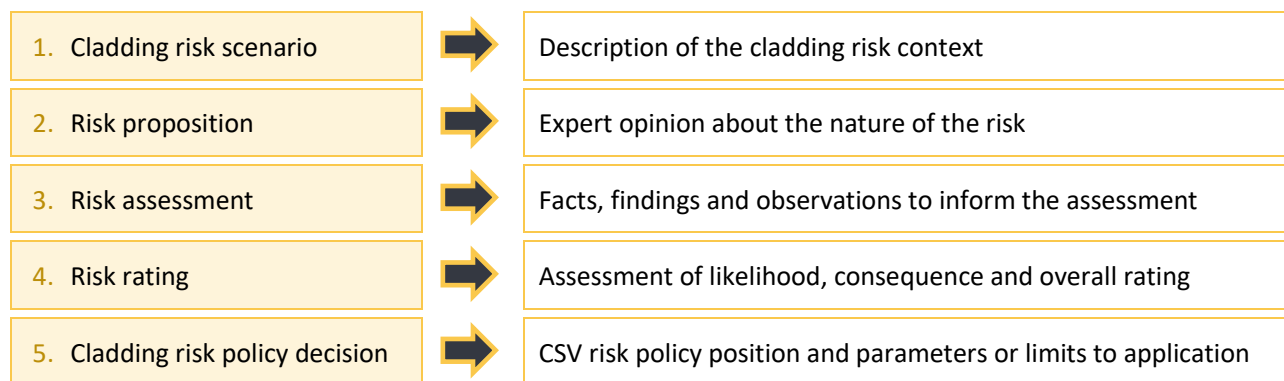 1. Cladding risk scenario
Description of the cladding risk context
2. Risk proposition
Expert opinion about the nature of the risk
3. Risk assessment
Facts, findings and observations to inform the assessment
4. Risk rating
Assessment of likelihood, consequence and overall rating
5. Cladding risk policy decision
CSV risk policy position and parameters or limits to application